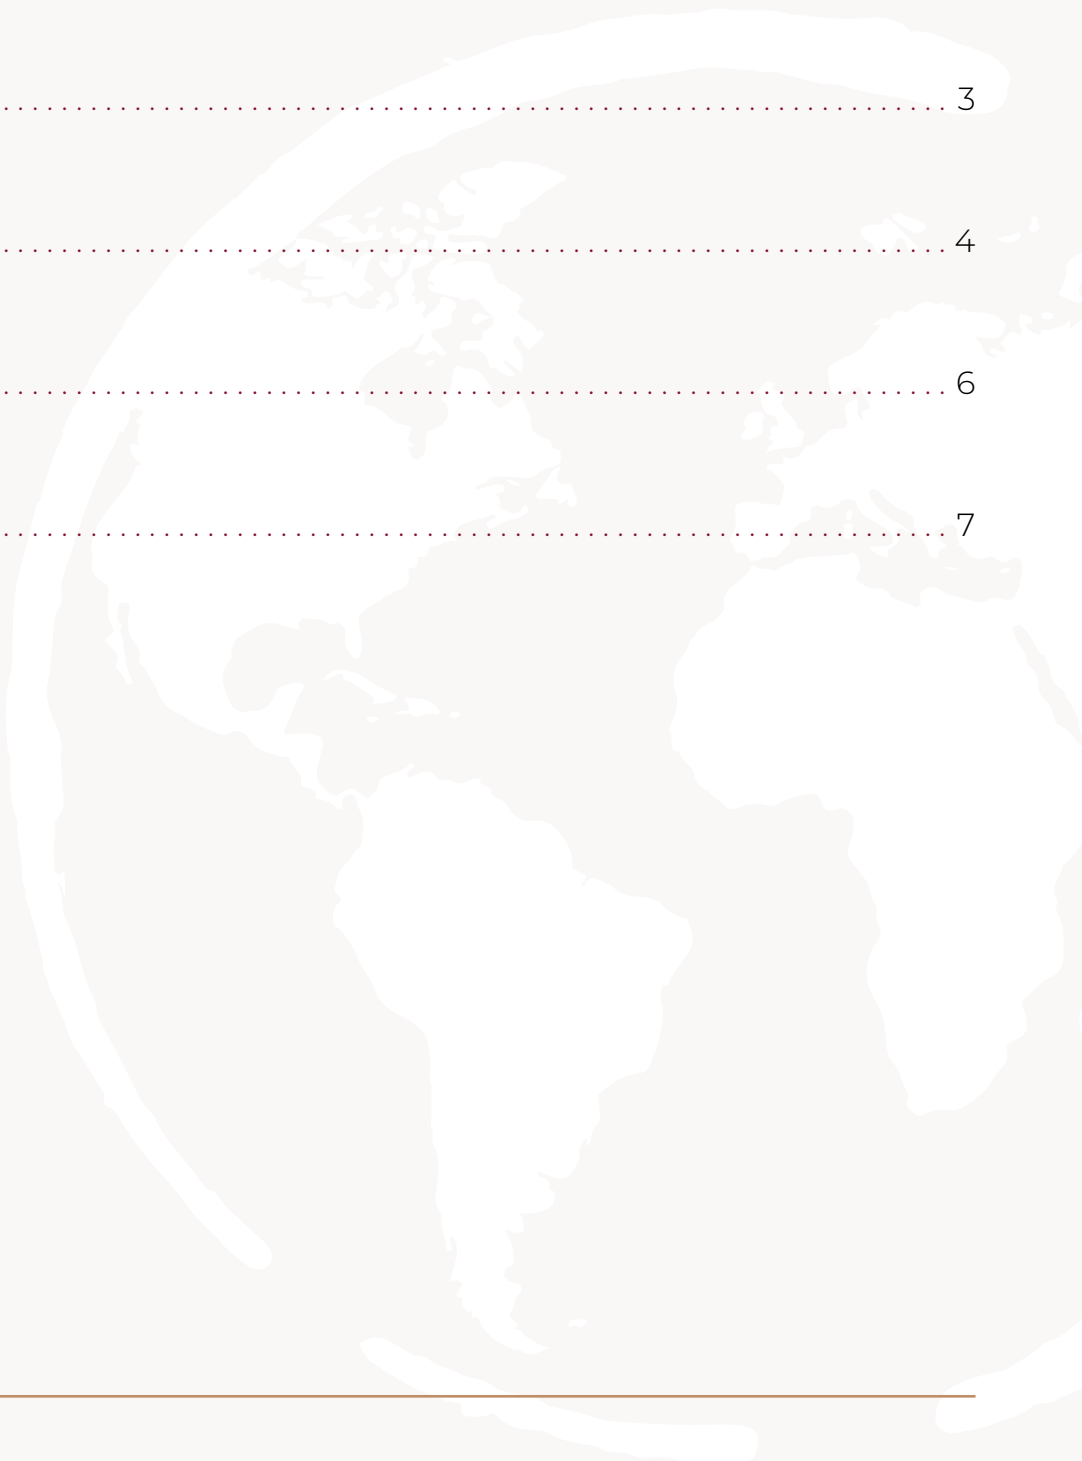 . . . . . . . . . . . . . . . . . . . . . . . . . . . . . . . . . . . . . . . . . . . . . . . . . . . . . . . . . . . . . . . . . 3
. . . . . . . . . . . . . . . . . . . . . . . . . . . . . . . . . . . . . . . . . . . . . . . . . . . . . . . . . . . . . . . . . 4
. . . . . . . . . . . . . . . . . . . . . . . . . . . . . . . . . . . . . . . . . . . . . . . . . . . . . . . . . . . . . . . . . 6
. . . . . . . . . . . . . . . . . . . . . . . . . . . . . . . . . . . . . . . . . . . . . . . . . . . . . . . . . . . . . . . . . 7